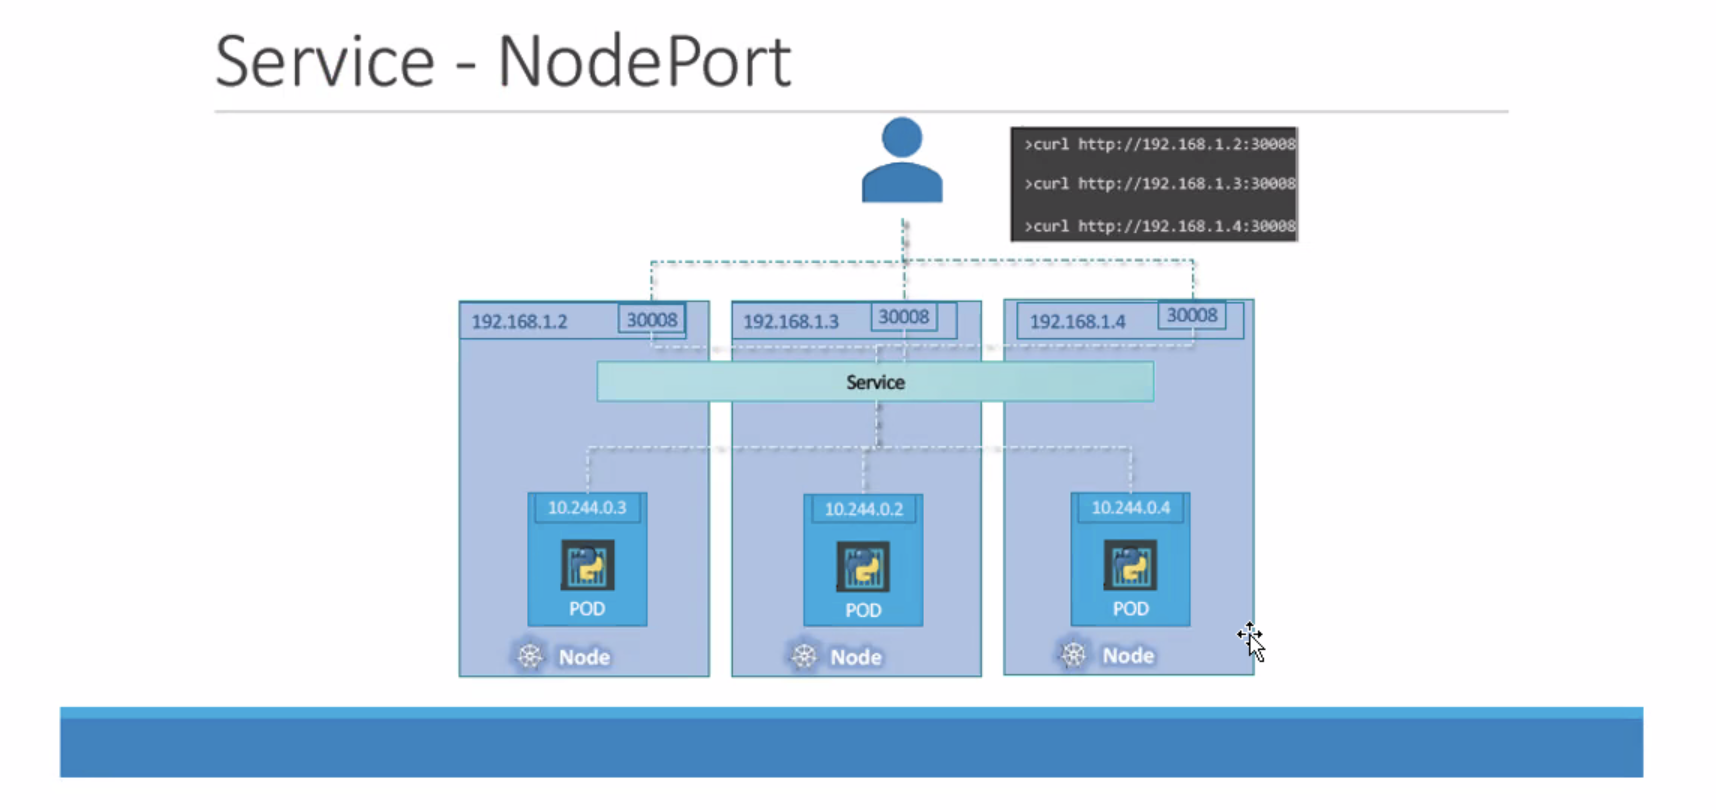 Service - NodePort
>curl http://192.168.1.2:30008
>curl http://192.168.1.3:30008
>curl http://192.168.1.4:30008
192.168.1.2 30008
192.168.1.3 30008
192.168.1.4 30008
Service
10.244.0.3
10.244.0.2
10.244.0.4
POD
POD
POD
Node
Node
Node